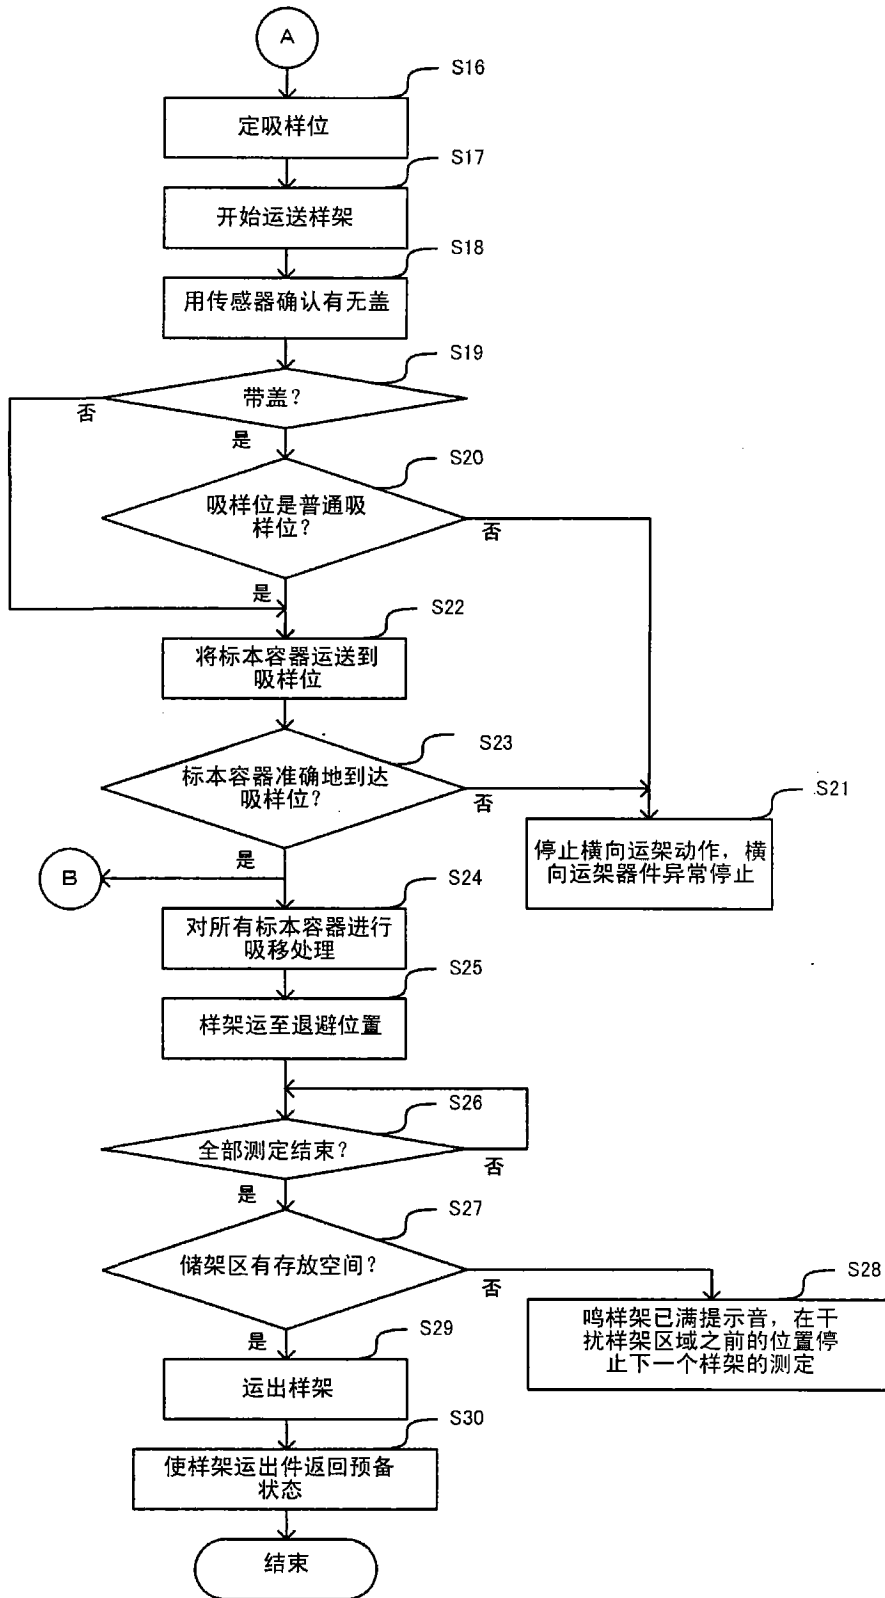 A
S16
定吸样位
S17
开始运送样架
S18
用传感器确认有无盖
S19
带盖?
否
是
S20
吸样位是普通吸
样位?
否
是
S22
将标本容器运送到
吸样位
S23
标本容器准确地到达
吸样位?
否
S21
停止横向运架动作，横
向运架器件异常停止
是
B
S24
对所有标本容器进行
吸移处理
S25
样架运至退避位置
S26
全部测定结束?
否
是
S27
储架区有存放空间?
否
S28
鸣样架已满提示音，在干
扰样架区域之前的位置停
止下一个样架的测定
是
S29
运出样架
S30
使样架运出件返回预备
状态
结束